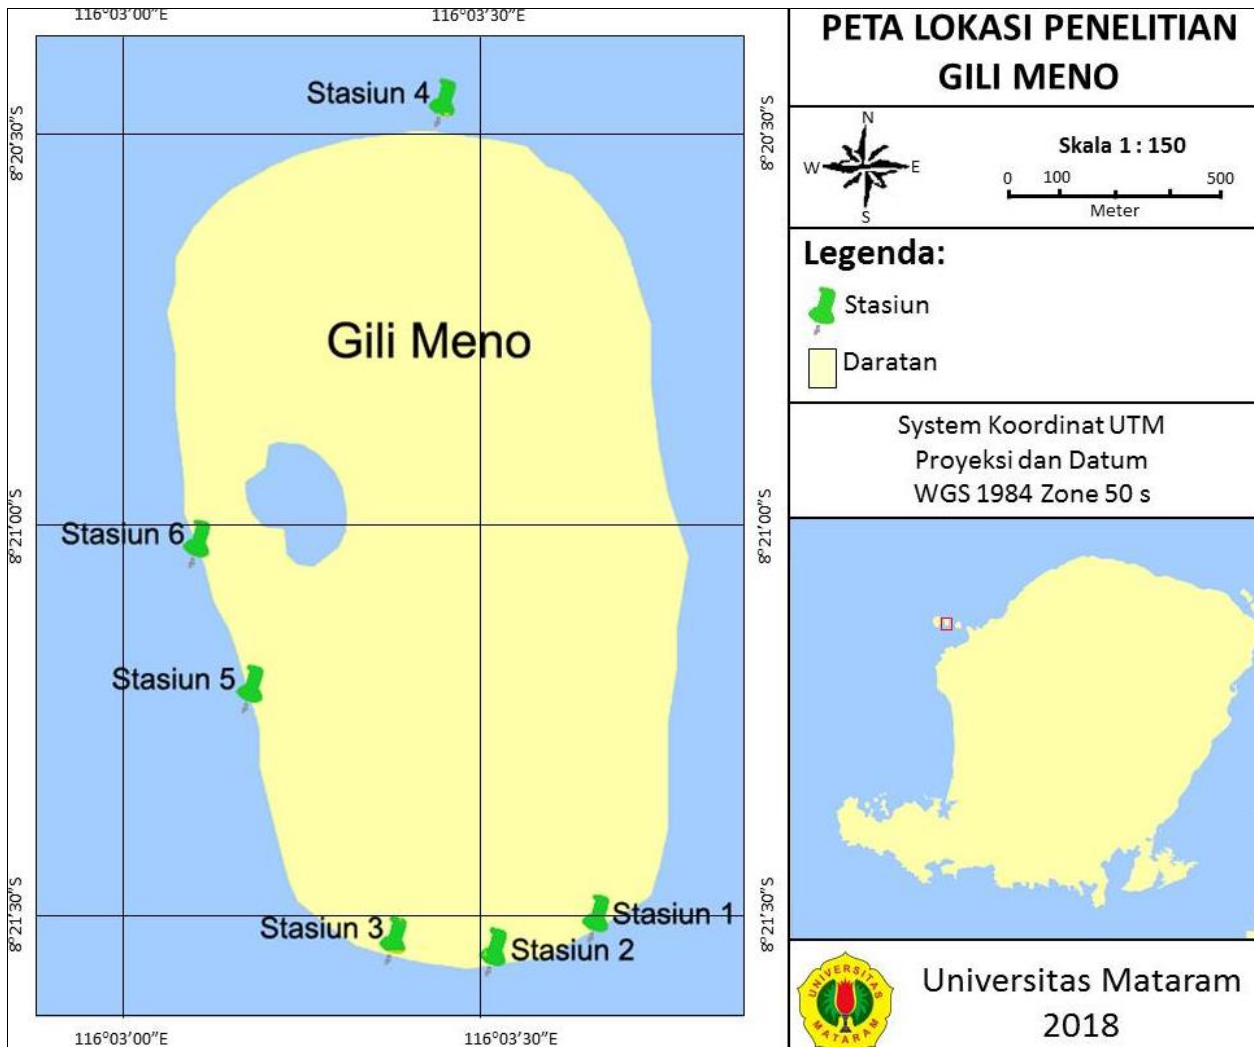 116°03'00"E
116°03'30"E
8°20'30"S
8°20'30"S
Stasiun 4
Gili Meno
8°21'00"S
8°21'00"S
Stasiun 6
Stasiun 5
8°21'30"S
8°21'30"S
Stasiun 3
Stasiun 2
Stasiun 1
116°03'00"E
116°03'30"E
PETA LOKASI PENELITIAN
GILI MENO
N
W
E
S
Skala 1 : 150
0 100 500
Meter
Legenda:
Stasiun
Daratan
System Koordinat UTM
Proyeksi dan Datum
WGS 1984 Zone 50 s
UNIVERSITAS
MATARAM
Universitas Mataram
2018